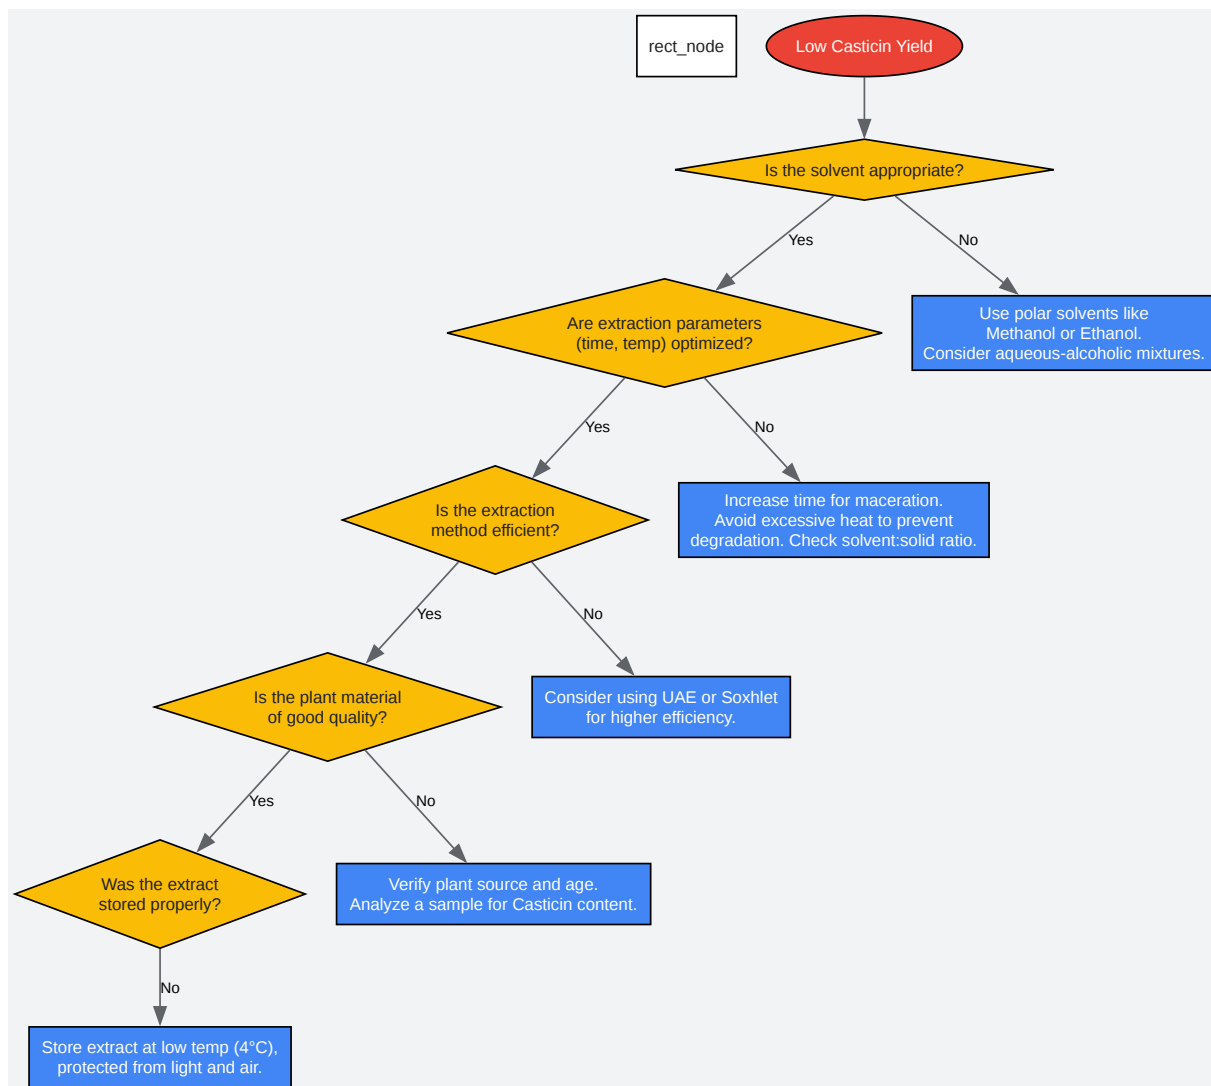 rect_node
Low Casticin Yield
Is the solvent appropriate?
Yes
No
Are extraction parameters
(time, temp) optimized?
Use polar solvents like
Methanol or Ethanol.
Consider aqueous-alcoholic mixtures.
Yes
No
Is the extraction
method efficient?
Increase time for maceration.
Avoid excessive heat to prevent
degradation. Check solvent:solid ratio.
Yes
No
Is the plant material
of good quality?
Consider using UAE or Soxhlet
for higher efficiency.
Yes
No
Was the extract
stored properly?
Verify plant source and age.
Analyze a sample for Casticin content.
No
Store extract at low temp (4°C),
protected from light and air.